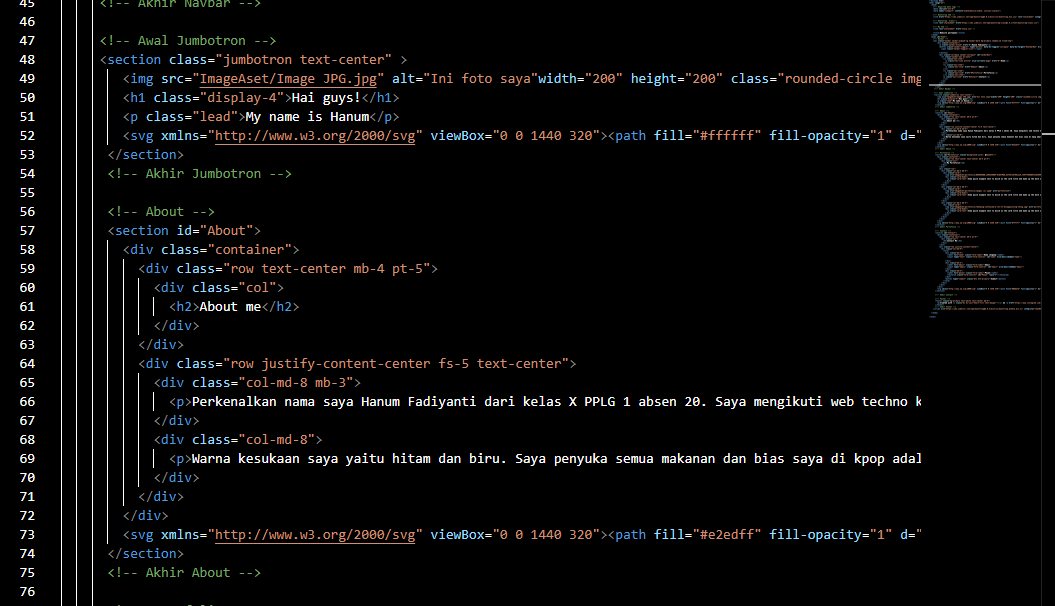 45 <!-- Akhir Navbar -->
46
47 <!-- Awal Jumbotron -->
48 <section class="jumbotron text-center" >
49 <img src="ImageAset/Image JPG.jpg" alt="Ini foto saya"width="200" height="200" class="rounded-circle img
50 <h1 class="display-4">Hai guys!</h1>
51 <p class="lead">My name is Hanum</p>
52 <svg xmlns="http://www.w3.org/2000/svg" viewBox="0 0 1440 320"><path fill="#ffffff" fill-opacity="1" d="
53 </section>
54 <!-- Akhir Jumbotron -->
55
56 <!-- About -->
57 <section id="About">
58 <div class="container">
59 <div class="row text-center mb-4 pt-5">
60 <div class="col">
61 <h2>About me</h2>
62 </div>
63 </div>
64 <div class="row justify-content-center fs-5 text-center">
65 <div class="col-md-8 mb-3">
66 <p>Perkenalkan nama saya Hanum Fadiyanti dari kelas X PPLG 1 absen 20. Saya mengikuti web techno k
67 </div>
68 <div class="col-md-8">
69 <p>Warna kesukaan saya yaitu hitam dan biru. Saya penyuka semua makanan dan bias saya di kpop adal
70 </div>
71 </div>
72 </div>
73 <svg xmlns="http://www.w3.org/2000/svg" viewBox="0 0 1440 320"><path fill="#e2edff" fill-opacity="1" d="
74 </section>
75 <!-- Akhir About -->
76